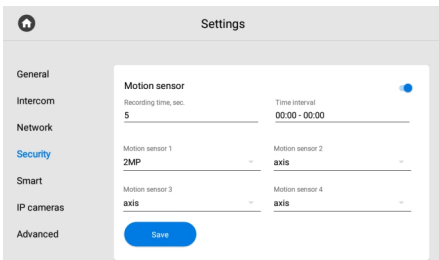 Settings
General
Intercom
Network
Security
Smart
IP cameras
Advanced
Motion sensor
Recording time, sec.
5
Time interval
00:00 - 00:00
Motion sensor 1
2MP
Motion sensor 2
axis
Motion sensor 3
axis
Motion sensor 4
axis
Save